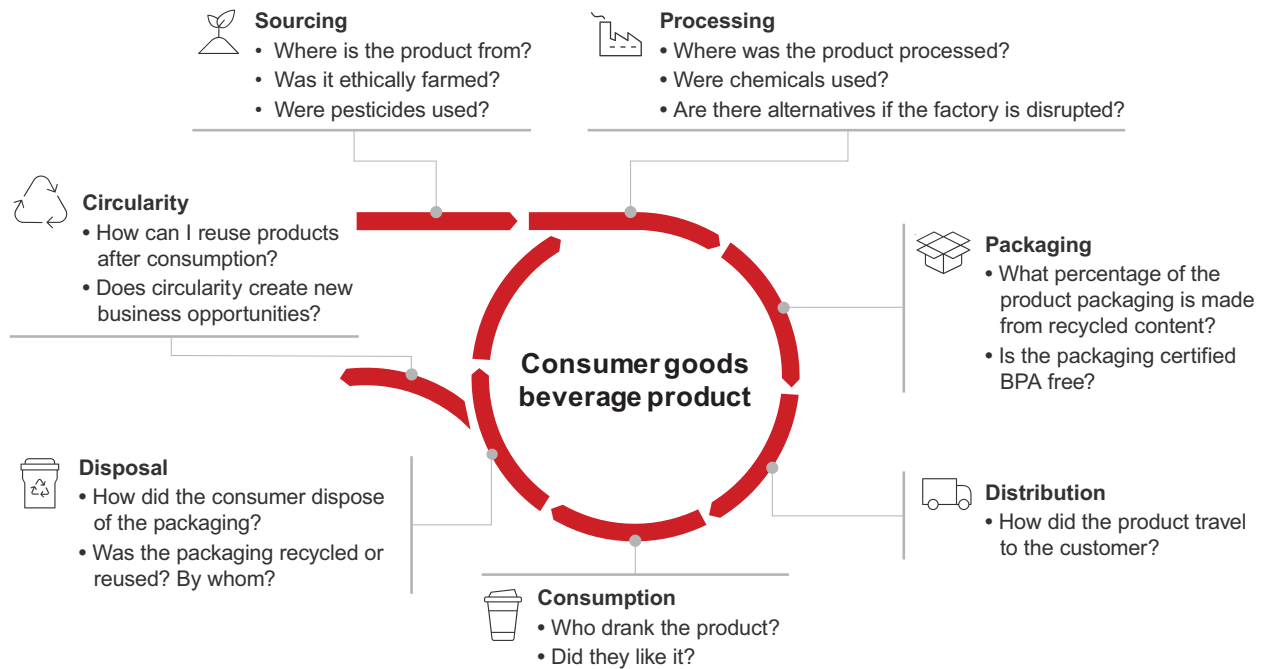 Sourcing
• Where is the product from?
• Was it ethically farmed?
• Were pesticides used?
Processing
• Where was the product processed?
• Were chemicals used?
• Are there alternatives if the factory is disrupted?
Circularity
• How can I reuse products
after consumption?
• Does circularity create new
business opportunities?
Packaging
• What percentage of the
product packaging is made
from recycled content?
• Is the packaging certified
BPA free?
Consumer goods
beverage product
Disposal
• How did the consumer dispose
of the packaging?
• Was the packaging recycled or
reused? By whom?
Distribution
• How did the product travel
to the customer?
Consumption
• Who drank the product?
• Did they like it?